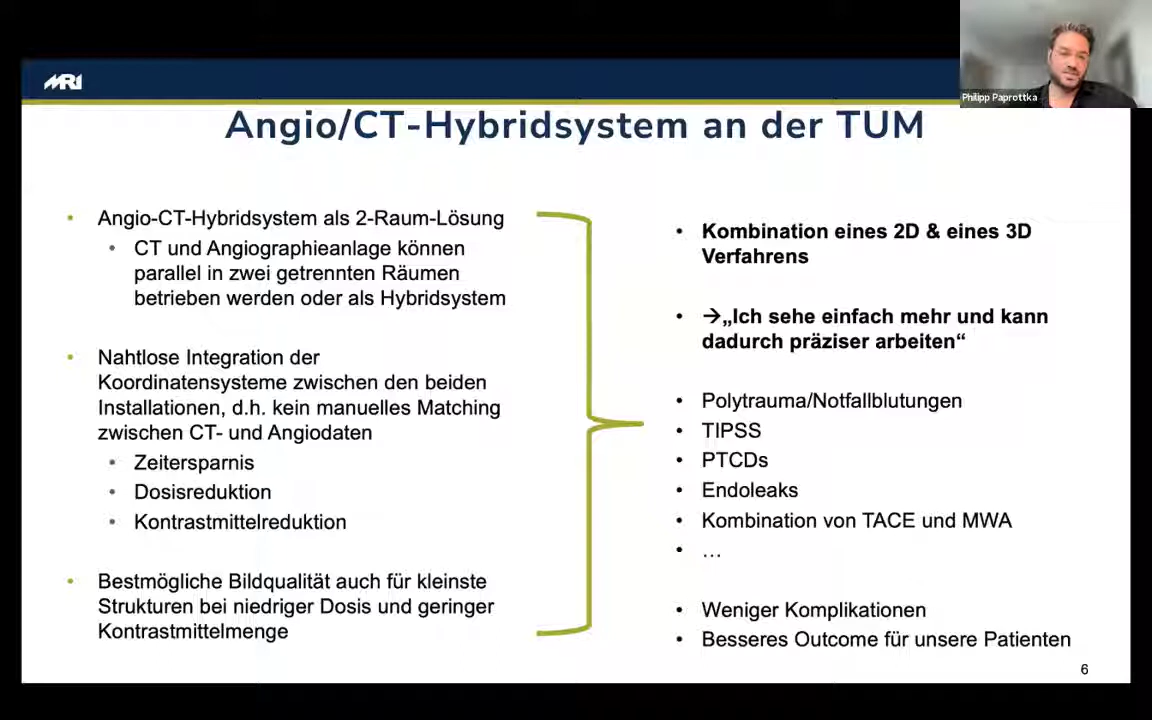 MRI
Philipp Paprottka
Angio/CT-Hybridsystem an der TUM
• Angio-CT-Hybridsystem als 2-Raum-Lösung
• CT und Angiographieanlage können
parallel in zwei getrennten Räumen
betrieben werden oder als Hybridsystem
• Nahtlose Integration der
Koordinatensysteme zwischen den beiden
Installationen, d.h. kein manuelles Matching
zwischen CT- und Angiodaten
• Zeitersparnis
• Dosisreduktion
• Kontrastmittelreduktion
• Bestmögliche Bildqualität auch für kleinste
Strukturen bei niedriger Dosis und geringer
Kontrastmittelmenge
• Kombination eines 2D & eines 3D
Verfahrens
• →„Ich sehe einfach mehr und kann
dadurch präziser arbeiten“
• Polytrauma/Notfallblutungen
• TIPSS
• PTCDs
• Endoleaks
• Kombination von TACE und MWA
• …
• Weniger Komplikationen
• Besseres Outcome für unsere Patienten
6